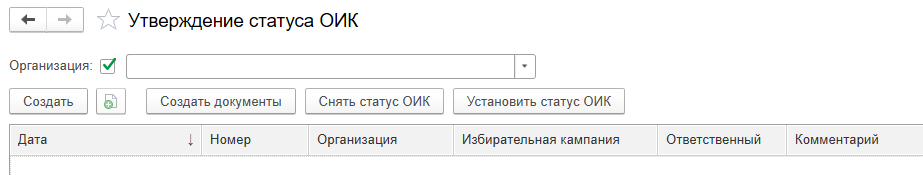 Утверждение статуса ОИК
Организация:
Создать Создать документы Снять статус ОИК Установить статус ОИК
Дата ↓ Номер Организация Избирательная кампания Ответственный Комментарий